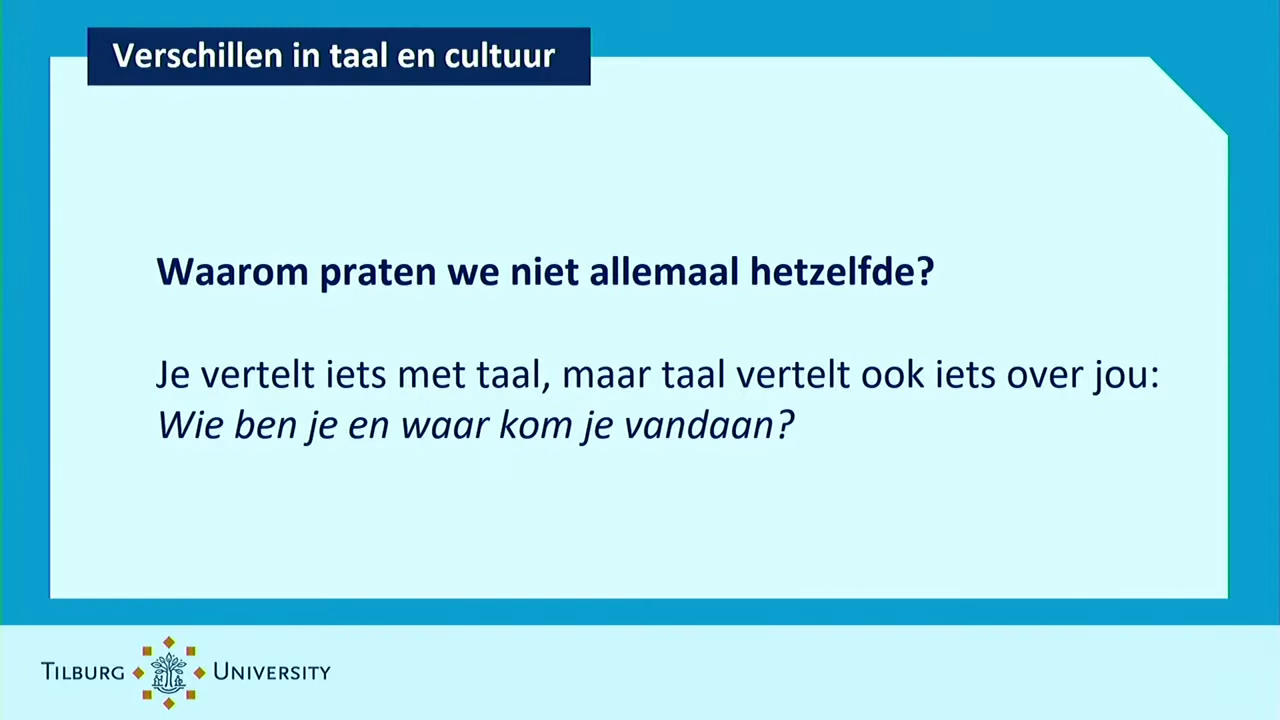 Verschillen in taal en cultuur
Waarom praten we niet allemaal hetzelfde?
Je vertelt iets met taal, maar taal vertelt ook iets over jou:
Wie ben je en waar kom je vandaan?
TILBURG UNIVERSITY